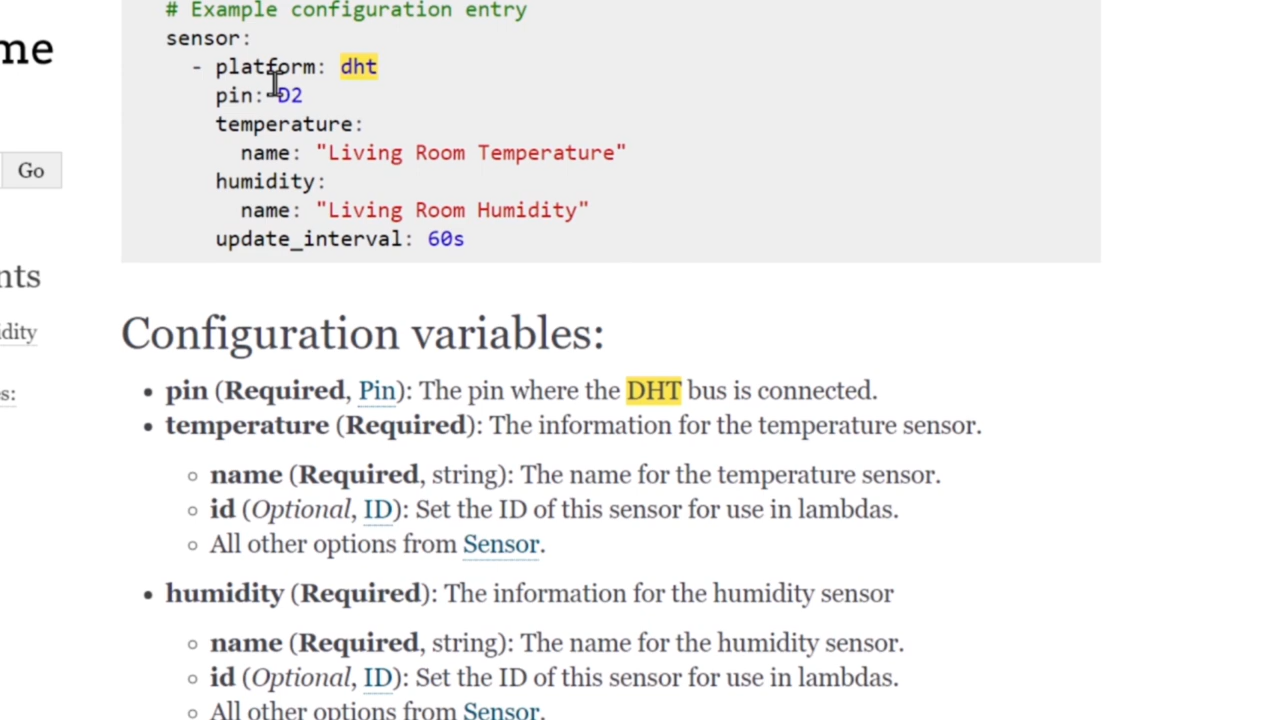 # Example configuration entry
me
sensor:
- platform: dht
pin: D2
temperature:
name: "Living Room Temperature"
Go
humidity:
name: "Living Room Humidity"
update_interval: 60s
nts
dity
s:
Configuration variables:
• pin (Required, Pin): The pin where the DHT bus is connected.
• temperature (Required): The information for the temperature sensor.
○ name (Required, string): The name for the temperature sensor.
○ id (Optional, ID): Set the ID of this sensor for use in lambdas.
○ All other options from Sensor.
• humidity (Required): The information for the humidity sensor
○ name (Required, string): The name for the humidity sensor.
○ id (Optional, ID): Set the ID of this sensor for use in lambdas.
○ All other options from Sensor.